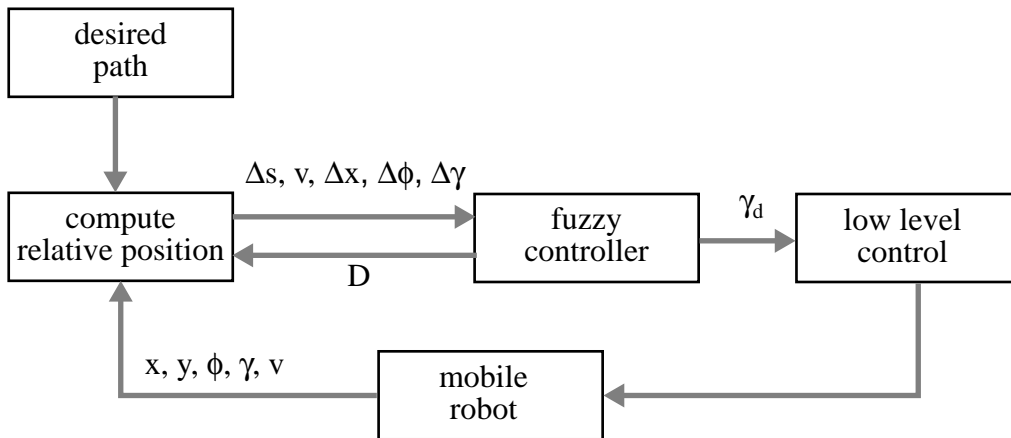 desired
path
Δs, v, Δx, Δϕ, Δγ
compute
relative position
fuzzy
controller
γd
low level
control
D
x, y, ϕ, γ, v
mobile
robot